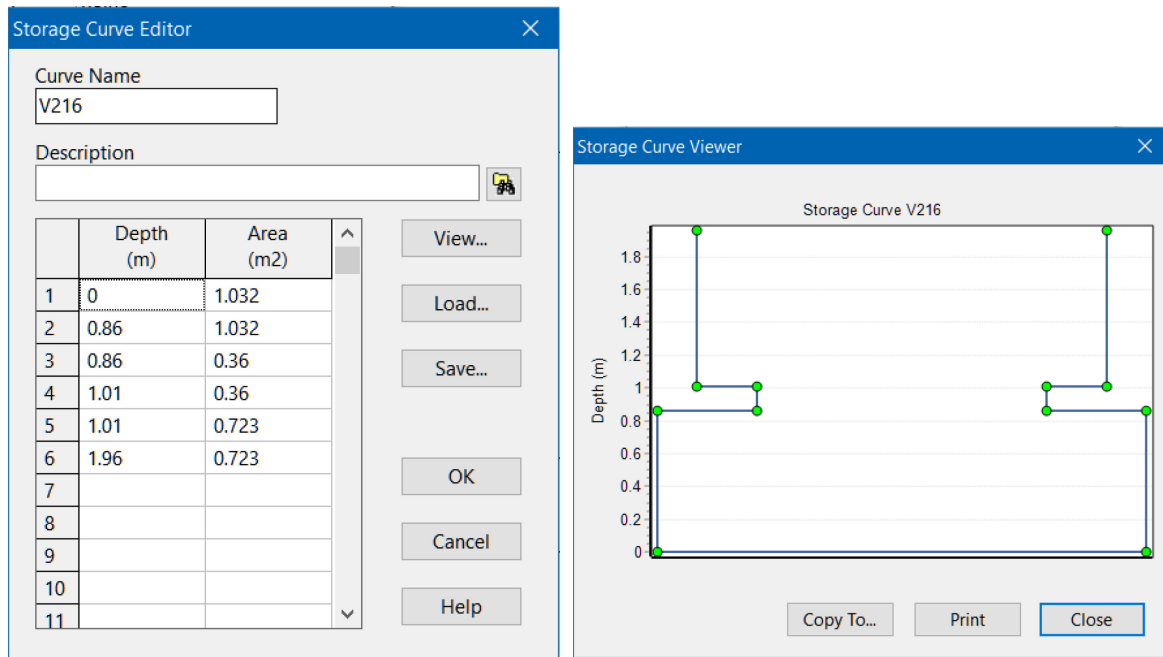 Storage Curve Editor
Curve Name
V216
Description
Depth Area
(m) (m2)
1 0 1.032
2 0.86 1.032
3 0.86 0.36
4 1.01 0.36
5 1.01 0.723
6 1.96 0.723
7
8
9
10
11
View...
Load...
Save...
OK
Cancel
Help
Storage Curve Viewer
Storage Curve V216
Depth (m)
1.8
1.6
1.4
1.2
1
0.8
0.6
0.4
0.2
0
Copy To... Print Close